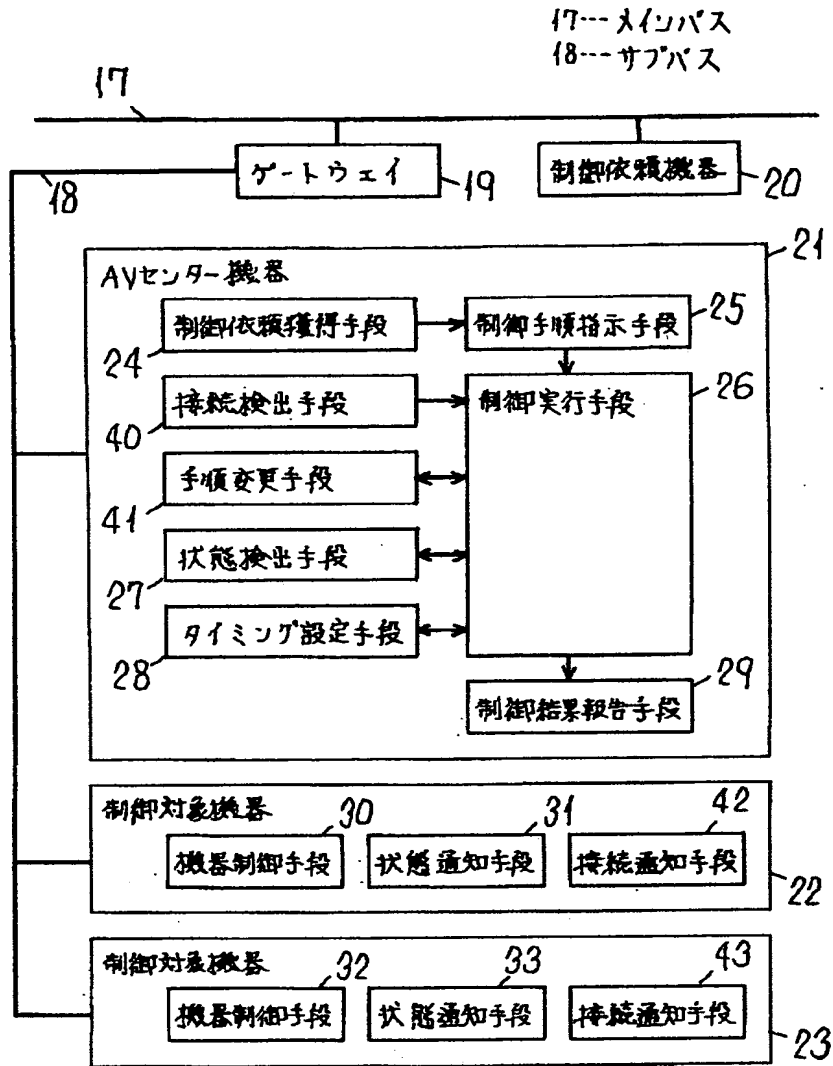 17---メインバス
18---サブバス
17
ゲートウェイ
19
制御依頼機器
20
18
21
AVセンター機器
制御依頼獲得手段
24
制御手順指示手段
25
接続検出手段
40
制御実行手段
26
手順変更手段
41
状態検出手段
27
タイミング設定手段
28
制御結果報告手段
29
制御対象機器
30
機器制御手段
31
状態通知手段
42
接続通知手段
22
制御対象機器
32
機器制御手段
33
状態通知手段
43
接続通知手段
23